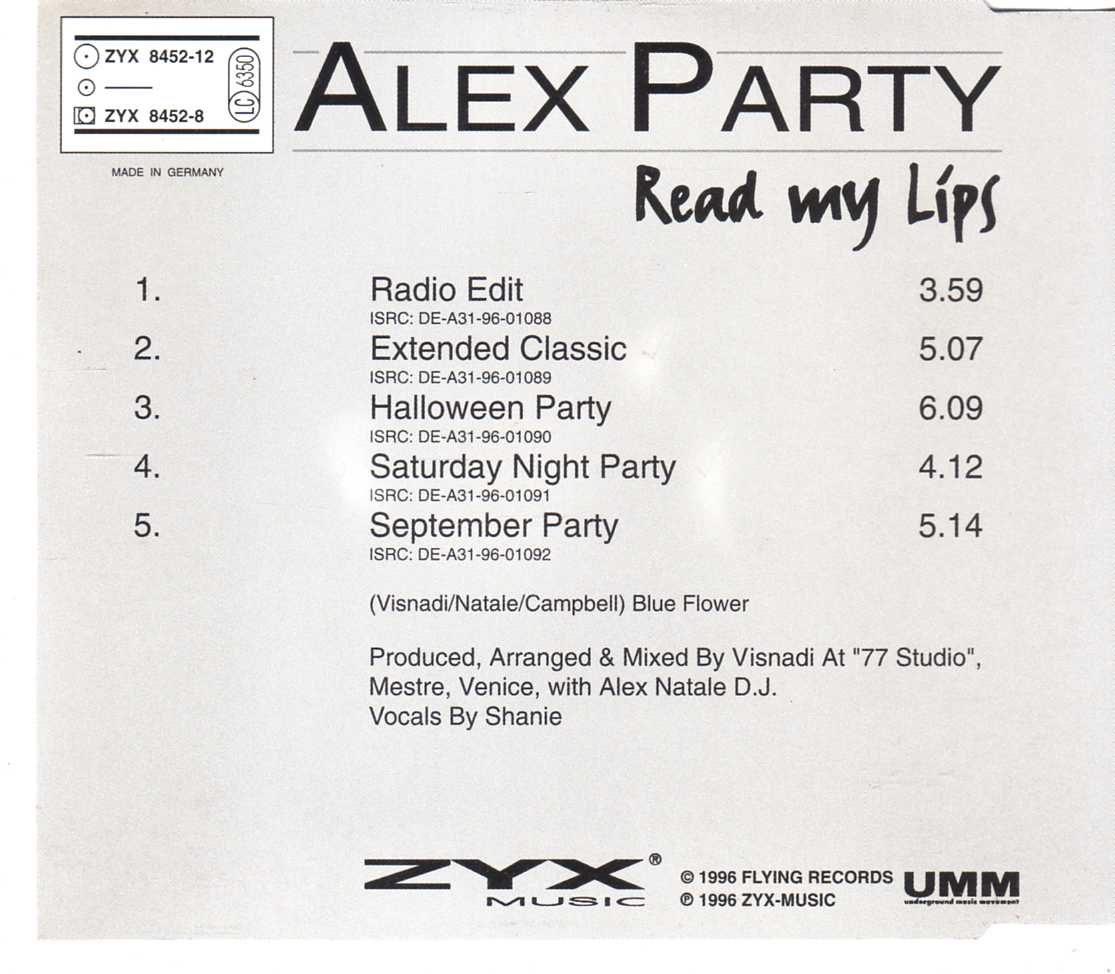 ZYX 8452-12
ZYX 8452-8
LC 6350
MADE IN GERMANY
ALEX PARTY
Read my Lips
1. Radio Edit 3.59
ISRC: DE-A31-96-01088
2. Extended Classic 5.07
ISRC: DE-A31-96-01089
3. Halloween Party 6.09
ISRC: DE-A31-96-01090
4. Saturday Night Party 4.12
ISRC: DE-A31-96-01091
5. September Party 5.14
ISRC: DE-A31-96-01092
(Visnadi/Natale/Campbell) Blue Flower
Produced, Arranged & Mixed By Visnadi At "77 Studio",
Mestre, Venice, with Alex Natale D.J.
Vocals By Shanie
ZYX®
MUSIC
© 1996 FLYING RECORDS
℗ 1996 ZYX-MUSIC
UMM
underground music movement